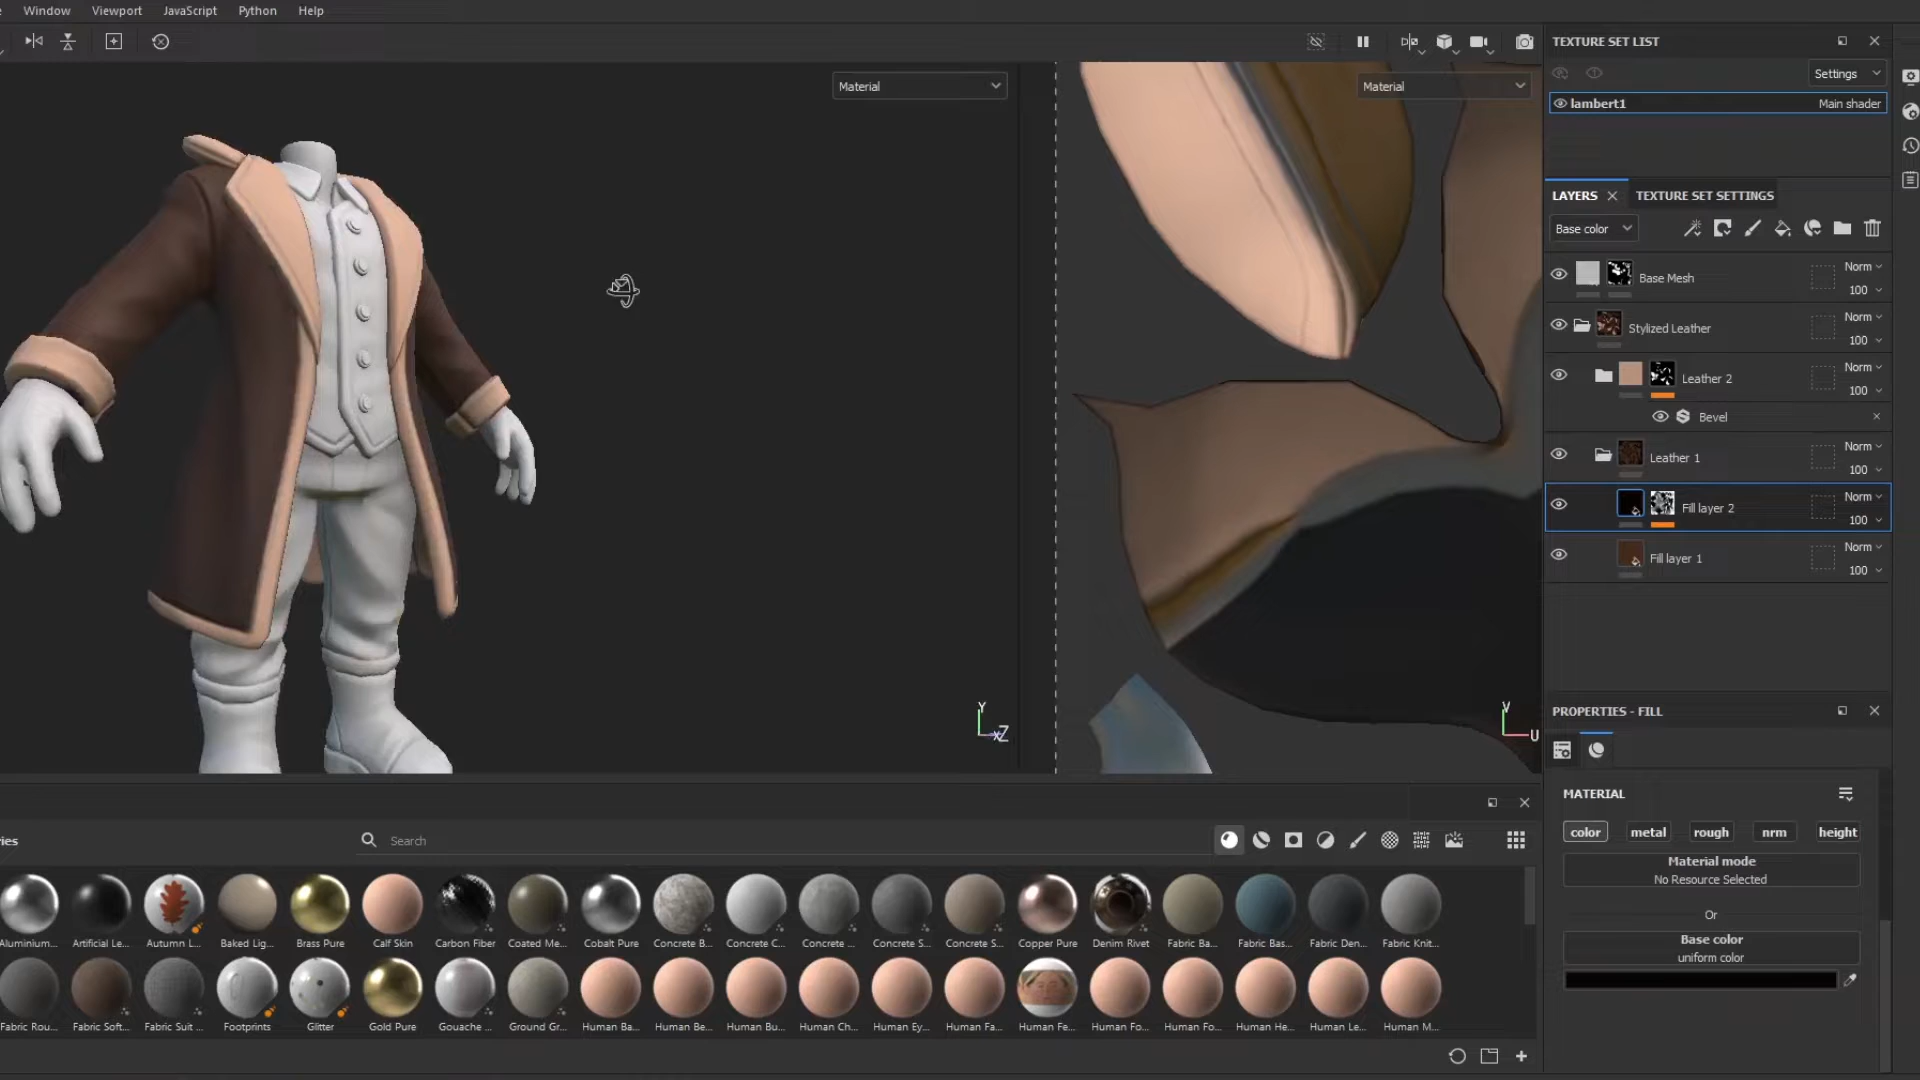 Window Viewport JavaScript Python Help
Material
Material
TEXTURE SET LIST
Settings
lambert1 Main shader
LAYERS TEXTURE SET SETTINGS
Base color
Base Mesh Norm 100
Stylized Leather Norm 100
Leather 2 Norm 100
Bevel
Leather 1 Norm 100
Fill layer 2 Norm 100
Fill layer 1 Norm 100
Y
Z
V
U
PROPERTIES - FILL
MATERIAL
color metal rough nrm height
Material mode
No Resource Selected
Or
Base color
uniform color
ries
Search
Aluminium... Artificial Le... Autumn L... Baked Lig... Brass Pure Calf Skin Carbon Fiber Coated Me... Cobalt Pure Concrete B... Concrete C... Concrete ... Concrete S... Concrete S... Copper Pure Denim Rivet Fabric Ba... Fabric Bas... Fabric Den... Fabric Knit...
Fabric Rou... Fabric Soft... Fabric Suit ... Footprints Glitter Gold Pure Gouache ... Ground Gr... Human Ba... Human Be... Human Bu... Human Ch... Human Ey... Human Fa... Human Fe... Human Fo... Human Fo... Human He... Human Le... Human M...